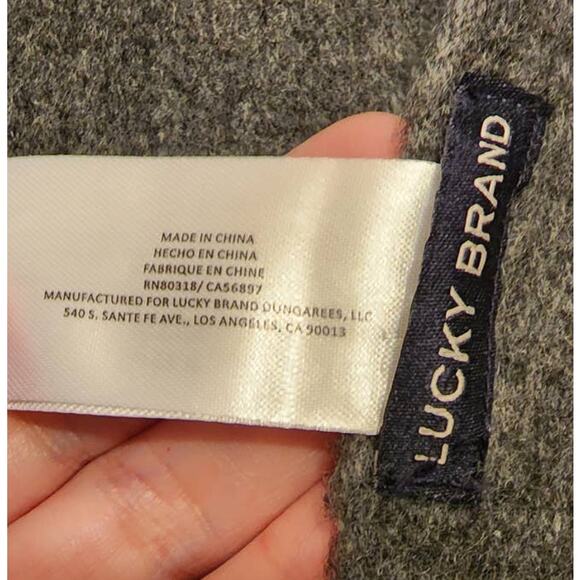 MADE IN CHINA
HECHO EN CHINA
FABRIQUE EN CHINE
RN80318/ CA56897
MANUFACTURED FOR LUCKY BRAND DUNGAREES, LLC
540 S. SANTE FE AVE., LOS ANGELES, CA 90013
LUCKY BRAND